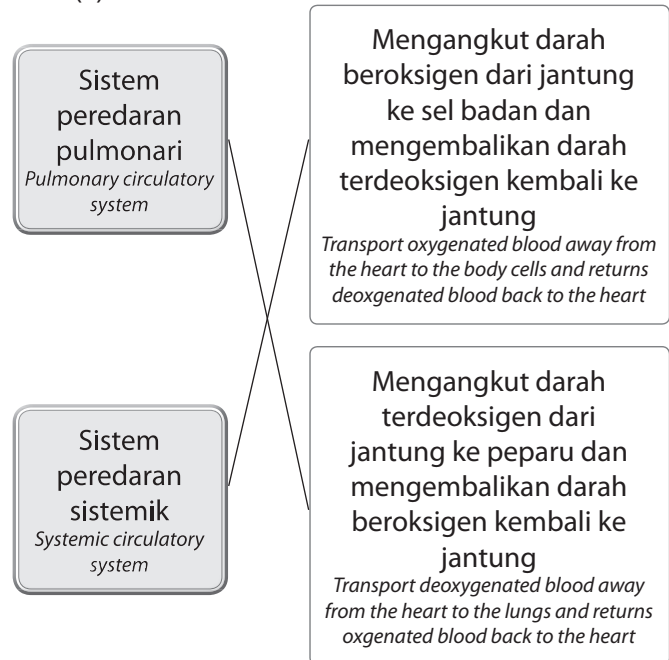 Sistem
peredaran
pulmonari
Pulmonary circulatory
system
Mengangkut darah
beroksigen dari jantung
ke sel badan dan
mengembalikan darah
terdeoksigen kembali ke
jantung
Transport oxygenated blood away from
the heart to the body cells and returns
deoxgenated blood back to the heart
Sistem
peredaran
sistemik
Systemic circulatory
system
Mengangkut darah
terdeoksigen dari
jantung ke peparu dan
mengembalikan darah
beroksigen kembali ke
jantung
Transport deoxygenated blood away
from the heart to the lungs and returns
oxgenated blood back to the heart